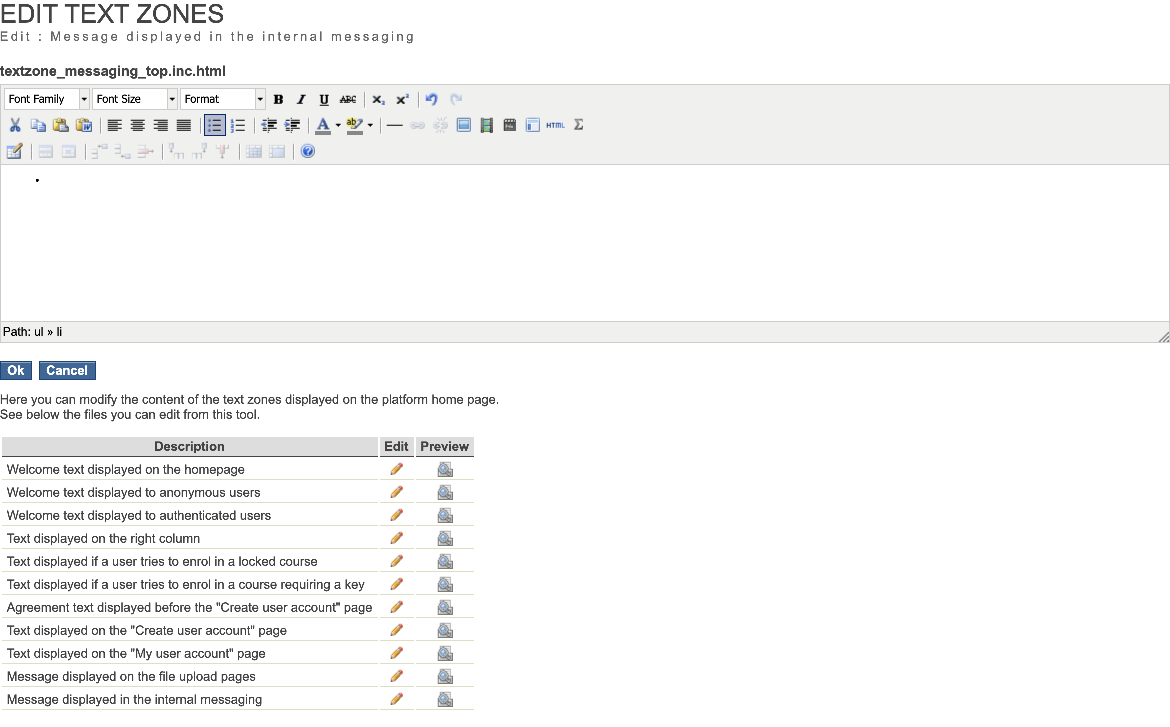 EDIT TEXT ZONES
Edit : Message displayed in the internal messaging
textzone_messaging_top.inc.html
Font Family Font Size Format B I U ABC x₂ x²
A ab HTML Σ
•
Path: ul » li
Ok Cancel
Here you can modify the content of the text zones displayed on the platform home page.
See below the files you can edit from this tool.
Description Edit Preview
Welcome text displayed on the homepage
Welcome text displayed to anonymous users
Welcome text displayed to authenticated users
Text displayed on the right column
Text displayed if a user tries to enrol in a locked course
Text displayed if a user tries to enrol in a course requiring a key
Agreement text displayed before the "Create user account" page
Text displayed on the "Create user account" page
Text displayed on the "My user account" page
Message displayed on the file upload pages
Message displayed in the internal messaging